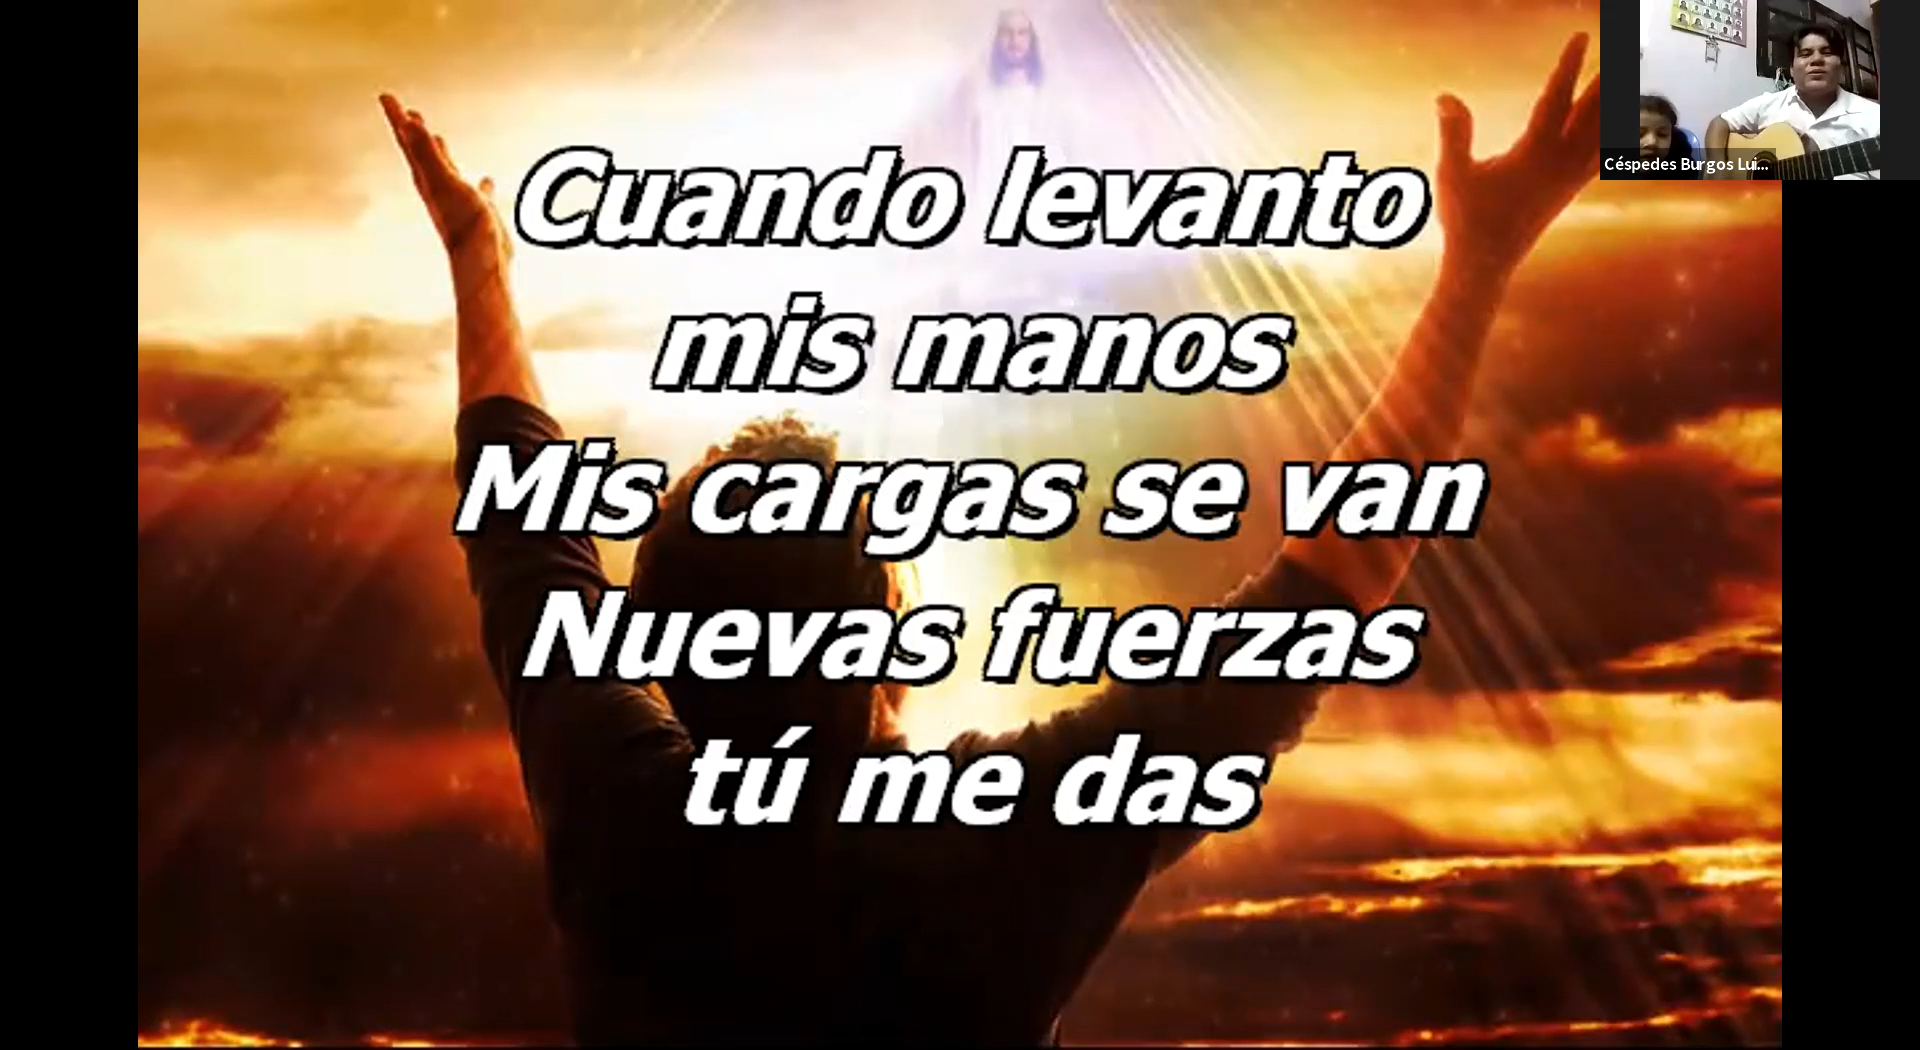 Cuando levanto
mis manos
Mis cargas se van
Nuevas fuerzas
tú me das
Céspedes Burgos Lui...